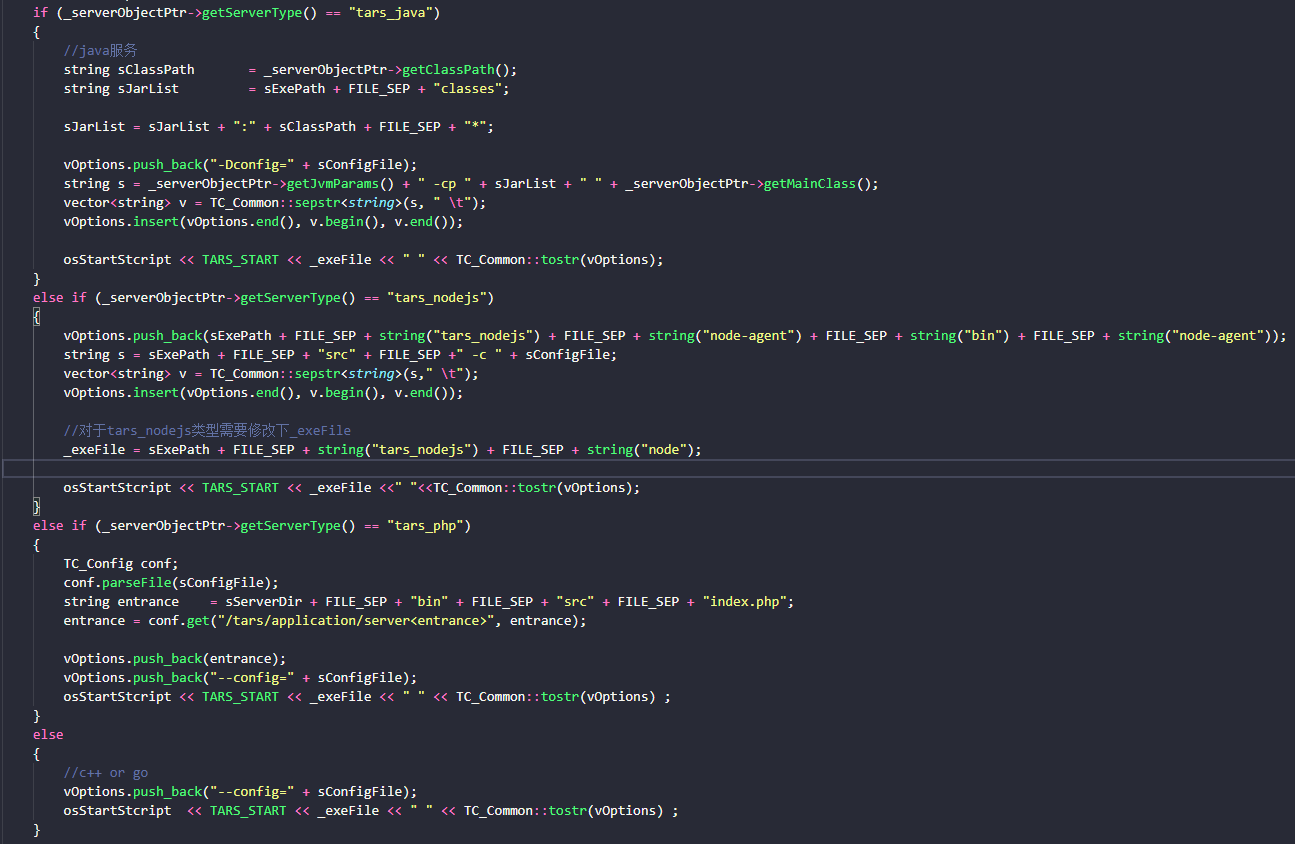 if (_serverObjectPtr->getServerType() == "tars_java")
{
//java服务
string sClassPath       = _serverObjectPtr->getClassPath();
string sJarList         = sExePath + FILE_SEP + "classes";
sJarList = sJarList + ":" + sClassPath + FILE_SEP + "*";
vOptions.push_back("-Dconfig=" + sConfigFile);
string s = _serverObjectPtr->getJvmParams() + " -cp " + sJarList + " " + _serverObjectPtr->getMainClass();
vector<string> v = TC_Common::sepstr<string>(s, " \t");
vOptions.insert(vOptions.end(), v.begin(), v.end());
osStartStcript << TARS_START << _exeFile << " " << TC_Common::tostr(vOptions);
}
else if (_serverObjectPtr->getServerType() == "tars_nodejs")
{
vOptions.push_back(sExePath + FILE_SEP + string("tars_nodejs") + FILE_SEP + string("node-agent") + FILE_SEP + string("bin") + FILE_SEP + string("node-agent"));
string s = sExePath + FILE_SEP + "src" + FILE_SEP +" -c " + sConfigFile;
vector<string> v = TC_Common::sepstr<string>(s," \t");
vOptions.insert(vOptions.end(), v.begin(), v.end());
//对于tars_nodejs类型需要修改下_exeFile
_exeFile = sExePath + FILE_SEP + string("tars_nodejs") + FILE_SEP + string("node");
osStartStcript << TARS_START << _exeFile <<" "<<TC_Common::tostr(vOptions);
}
else if (_serverObjectPtr->getServerType() == "tars_php")
{
TC_Config conf;
conf.parseFile(sConfigFile);
string entrance    = sServerDir + FILE_SEP + "bin" + FILE_SEP + "src" + FILE_SEP + "index.php";
entrance = conf.get("/tars/application/server<entrance>", entrance);
vOptions.push_back(entrance);
vOptions.push_back("--config=" + sConfigFile);
osStartStcript << TARS_START << _exeFile << " " << TC_Common::tostr(vOptions) ;
}
else
{
//c++ or go
vOptions.push_back("--config=" + sConfigFile);
osStartStcript  << TARS_START << _exeFile << " " << TC_Common::tostr(vOptions) ;
}